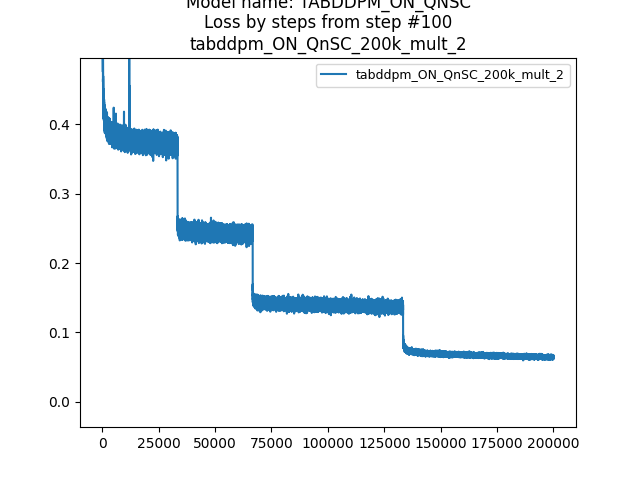 Model name: TABDDPM_ON_QNSC
Loss by steps from step #100
tabddpm_ON_QnSC_200k_mult_2
tabddpm_ON_QnSC_200k_mult_2
0.4
0.3
0.2
0.1
0.0
0 25000 50000 75000 100000 125000 150000 175000 200000